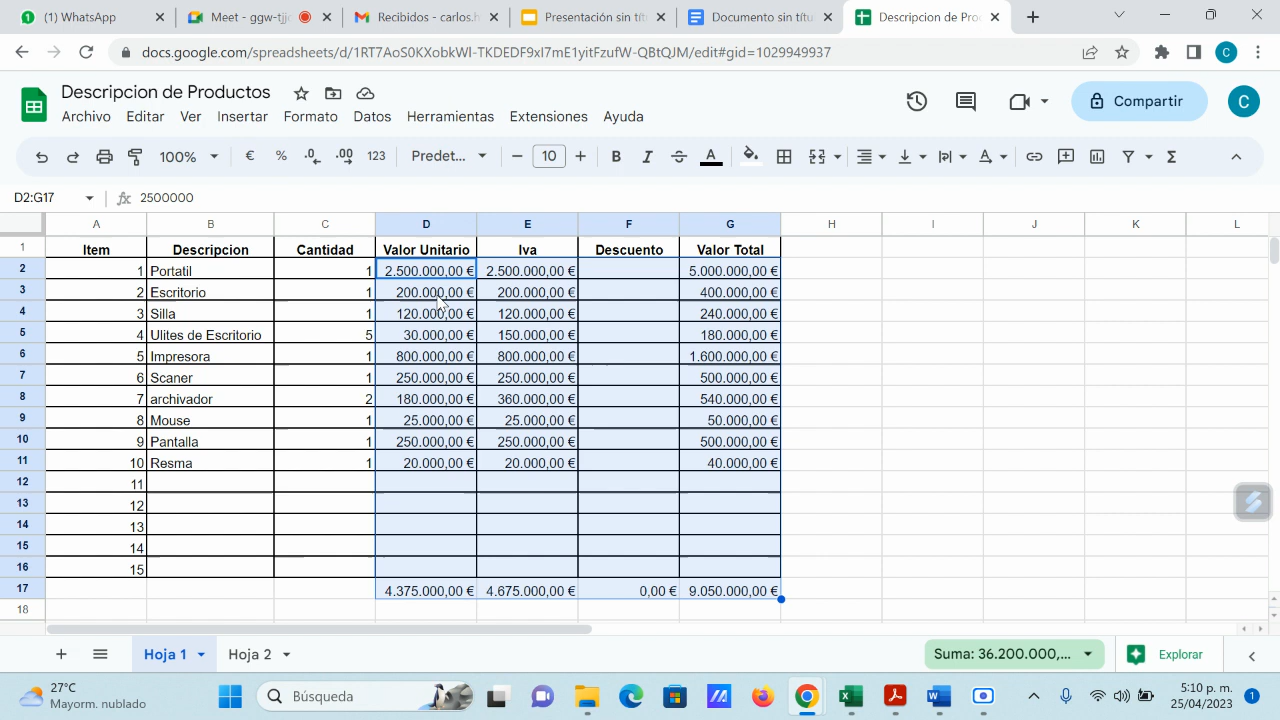 (1) WhatsApp
Meet - ggw-tjjc
Recibidos - carlos.h
Presentación sin tít
Documento sin títu
Descripcion de Pro
docs.google.com/spreadsheets/d/1RT7AoS0KXobkWl-TKDEDF9xI7mE1yitFzufW-QBtQJM/edit#gid=1029949937
C
Descripcion de Productos
Archivo Editar Ver Insertar Formato Datos Herramientas Extensiones Ayuda
Compartir
C
100% € % .0 .00 123 Predet... 10 B I S A Σ
D2:G17 fx 2500000
A B C D E F G H I J K L
1 Item Descripcion Cantidad Valor Unitario Iva Descuento Valor Total
2 1 Portatil 1 2.500.000,00 € 2.500.000,00 € 5.000.000,00 €
3 2 Escritorio 1 200.000,00 € 200.000,00 € 400.000,00 €
4 3 Silla 1 120.000,00 € 120.000,00 € 240.000,00 €
5 4 Ulites de Escritorio 5 30.000,00 € 150.000,00 € 180.000,00 €
6 5 Impresora 1 800.000,00 € 800.000,00 € 1.600.000,00 €
7 6 Scaner 1 250.000,00 € 250.000,00 € 500.000,00 €
8 7 archivador 2 180.000,00 € 360.000,00 € 540.000,00 €
9 8 Mouse 1 25.000,00 € 25.000,00 € 50.000,00 €
10 9 Pantalla 1 250.000,00 € 250.000,00 € 500.000,00 €
11 10 Resma 1 20.000,00 € 20.000,00 € 40.000,00 €
12 11
13 12
14 13
15 14
16 15
17 4.375.000,00 € 4.675.000,00 € 0,00 € 9.050.000,00 €
18
Hoja 1 Hoja 2 Suma: 36.200.000,... Explorar
27°C
Mayorm. nublado
Búsqueda
5:10 p. m.
25/04/2023
1